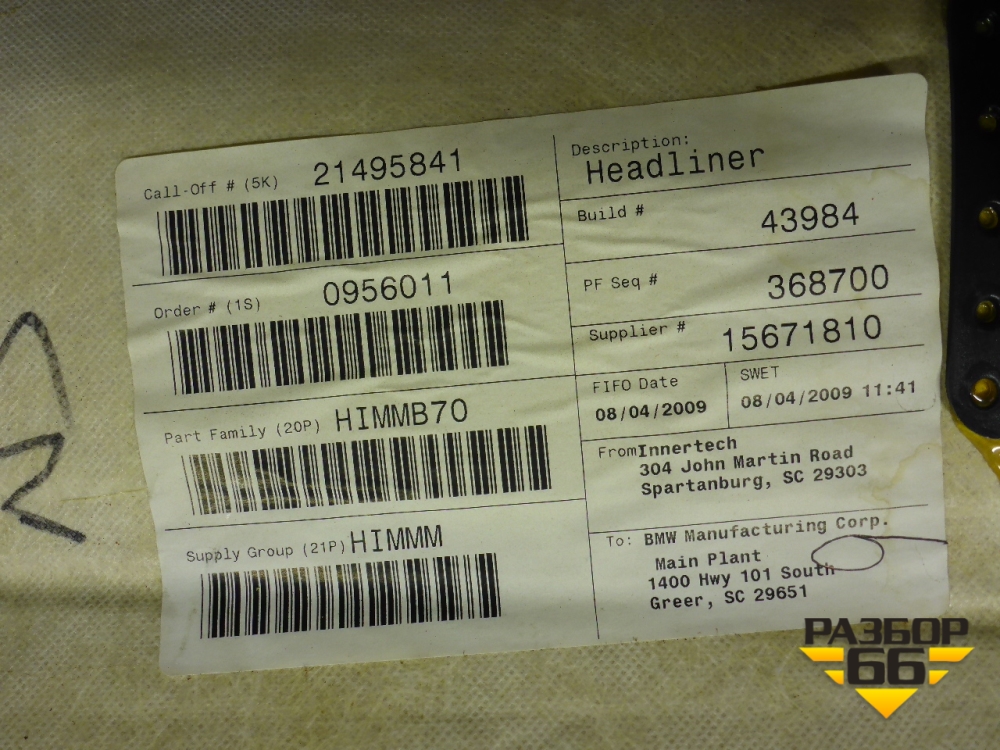 Call-Off # (5K) 21495841
Order # (1S) 0956011
Part Family (20P) HIMMB70
Supply Group (21P) HIMMM
Description:
Headliner
Build # 43984
PF Seq # 368700
Supplier # 15671810
FIFO Date
08/04/2009
SWET
08/04/2009 11:41
From Innertech
304 John Martin Road
Spartanburg, SC 29303
To: BMW Manufacturing Corp.
Main Plant
1400 Hwy 101 South
Greer, SC 29651
РАЗБОР
66